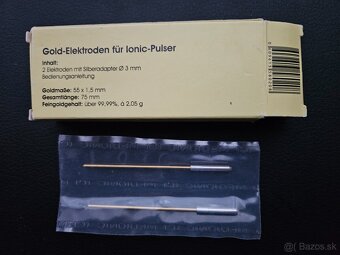 Gold-Elektroden für Ionic-Pulser
Inhalt:
2 Elektroden mit Silberadapter Ø 3 mm
Bedienungsanleitung
Goldmaße: 55 x 1,5 mm
Gesamtlänge: 75 mm
Feingoldgehalt: über 99,99%, á 2,05 g
Bazos.sk